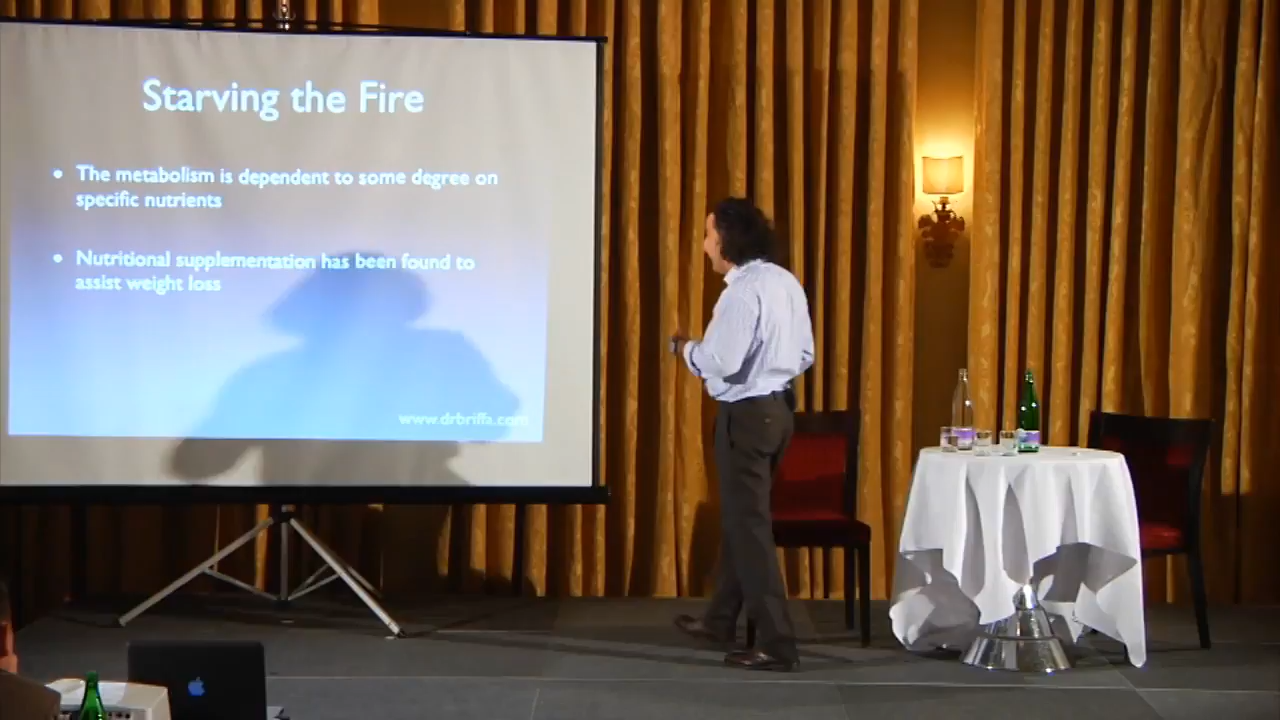 Starving the Fire
• The metabolism is dependent to some degree on
specific nutrients
• Nutritional supplementation has been found to
assist weight loss
www.drbriffa.com